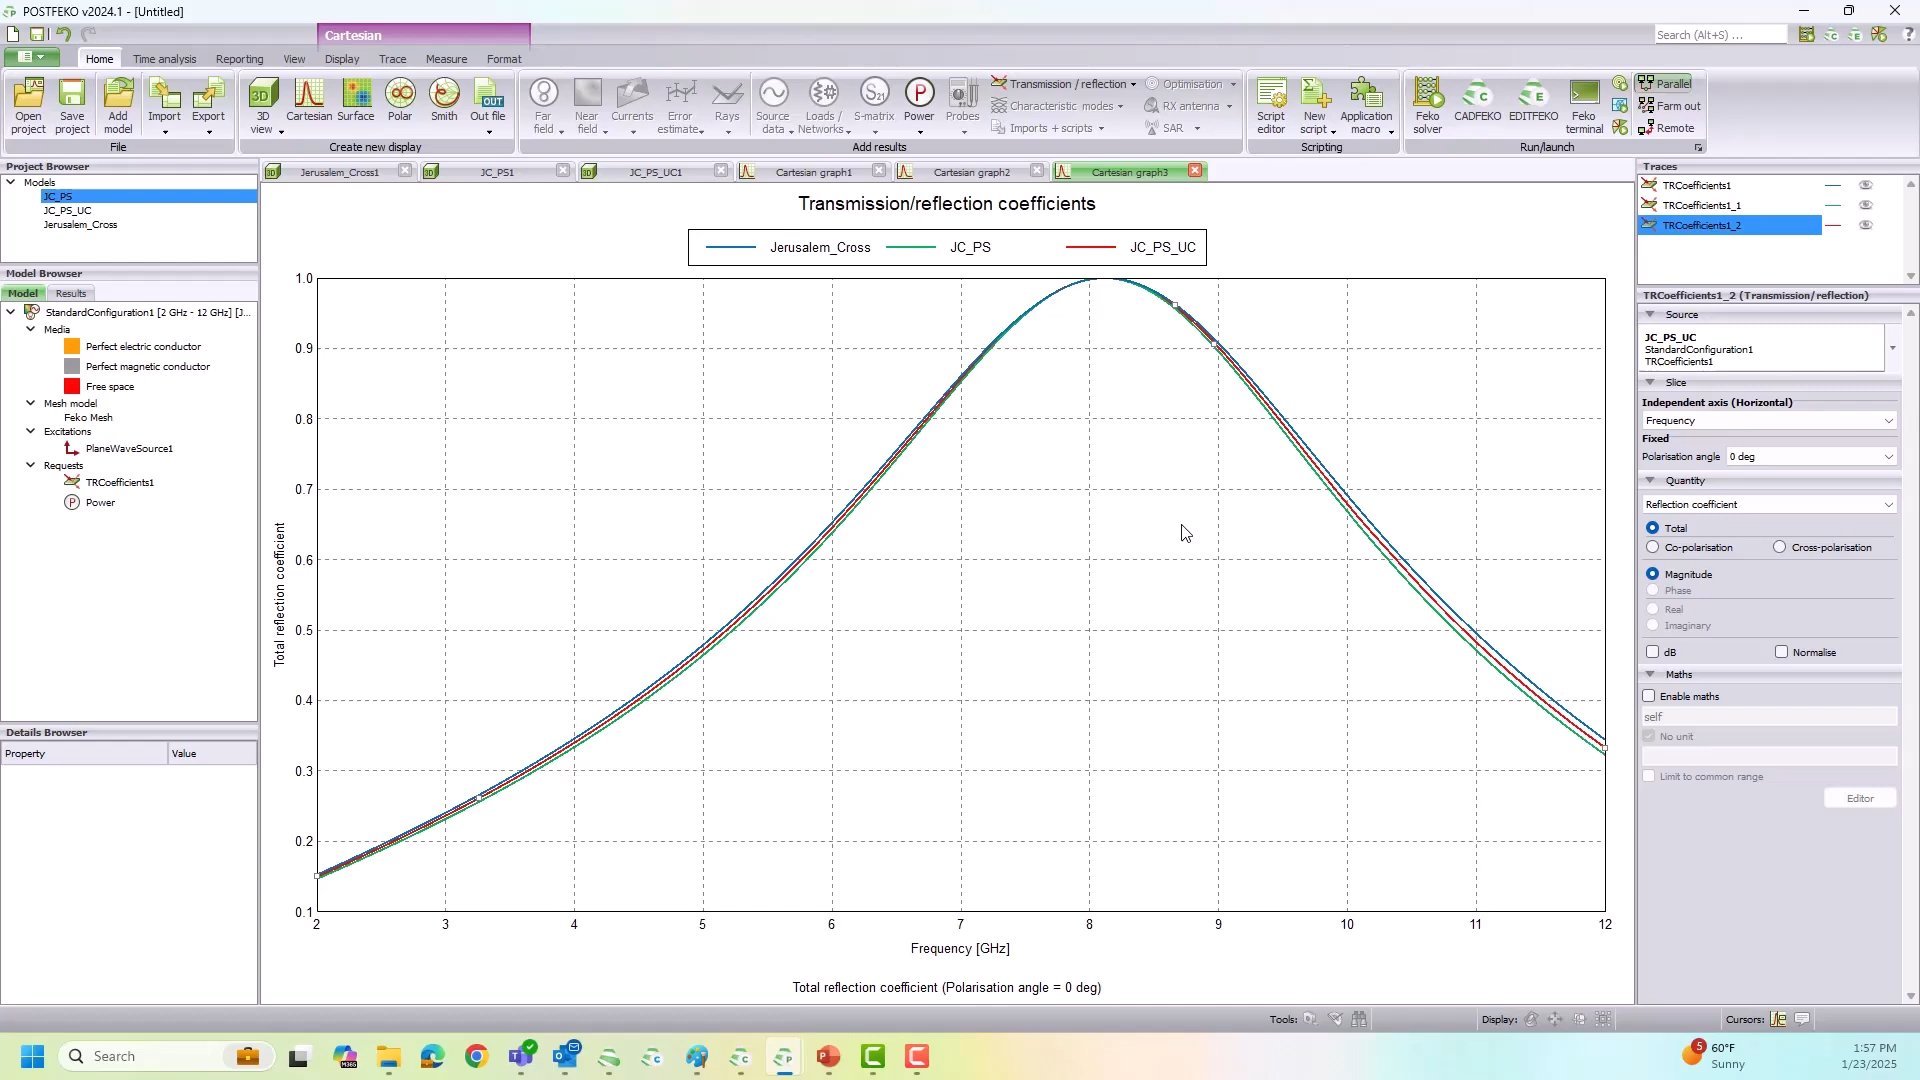 POSTFEKO v2024.1 - [Untitled]
Cartesian
Search (Alt+S) ...
Home Time analysis Reporting View Display Trace Measure Format
Open project Save project Add model Import Export
File
3D view Cartesian Surface Polar Smith Out file
Create new display
Far field Near field Currents Error estimate Rays Source data Loads / Networks S-matrix Power Probes
Transmission / reflection Optimisation
Characteristic modes RX antenna
Imports + scripts SAR
Add results
Script editor New script Application macro
Scripting
Feko solver CADFEKO EDITFEKO Feko terminal
Parallel
Farm out
Remote
Run/launch
Project Browser
Models
JC_PS
JC_PS_UC
Jerusalem_Cross
Model Browser
Model Results
StandardConfiguration1 [2 GHz - 12 GHz] [J...
Media
Perfect electric conductor
Perfect magnetic conductor
Free space
Mesh model
Feko Mesh
Excitations
PlaneWaveSource1
Requests
TRCoefficients1
Power
Details Browser
Property Value
Jerusalem_Cross1 JC_PS1 JC_PS_UC1 Cartesian graph1 Cartesian graph2 Cartesian graph3
Transmission/reflection coefficients
Jerusalem_Cross JC_PS JC_PS_UC
1.0
0.9
0.8
0.7
0.6
0.5
0.4
0.3
0.2
0.1
Total reflection coefficient
2 3 4 5 6 7 8 9 10 11 12
Frequency [GHz]
Total reflection coefficient (Polarisation angle = 0 deg)
Traces
TRCoefficients1
TRCoefficients1_1
TRCoefficients1_2
TRCoefficients1_2 (Transmission/reflection)
Source
JC_PS_UC
StandardConfiguration1
TRCoefficients1
Slice
Independent axis (Horizontal)
Frequency
Fixed
Polarisation angle 0 deg
Quantity
Reflection coefficient
Total
Co-polarisation Cross-polarisation
Magnitude
Phase
Real
Imaginary
dB Normalise
Maths
Enable maths
self
No unit
Limit to common range
Editor
Tools: Display: Cursors:
Search
5
60°F
Sunny
1:57 PM
1/23/2025